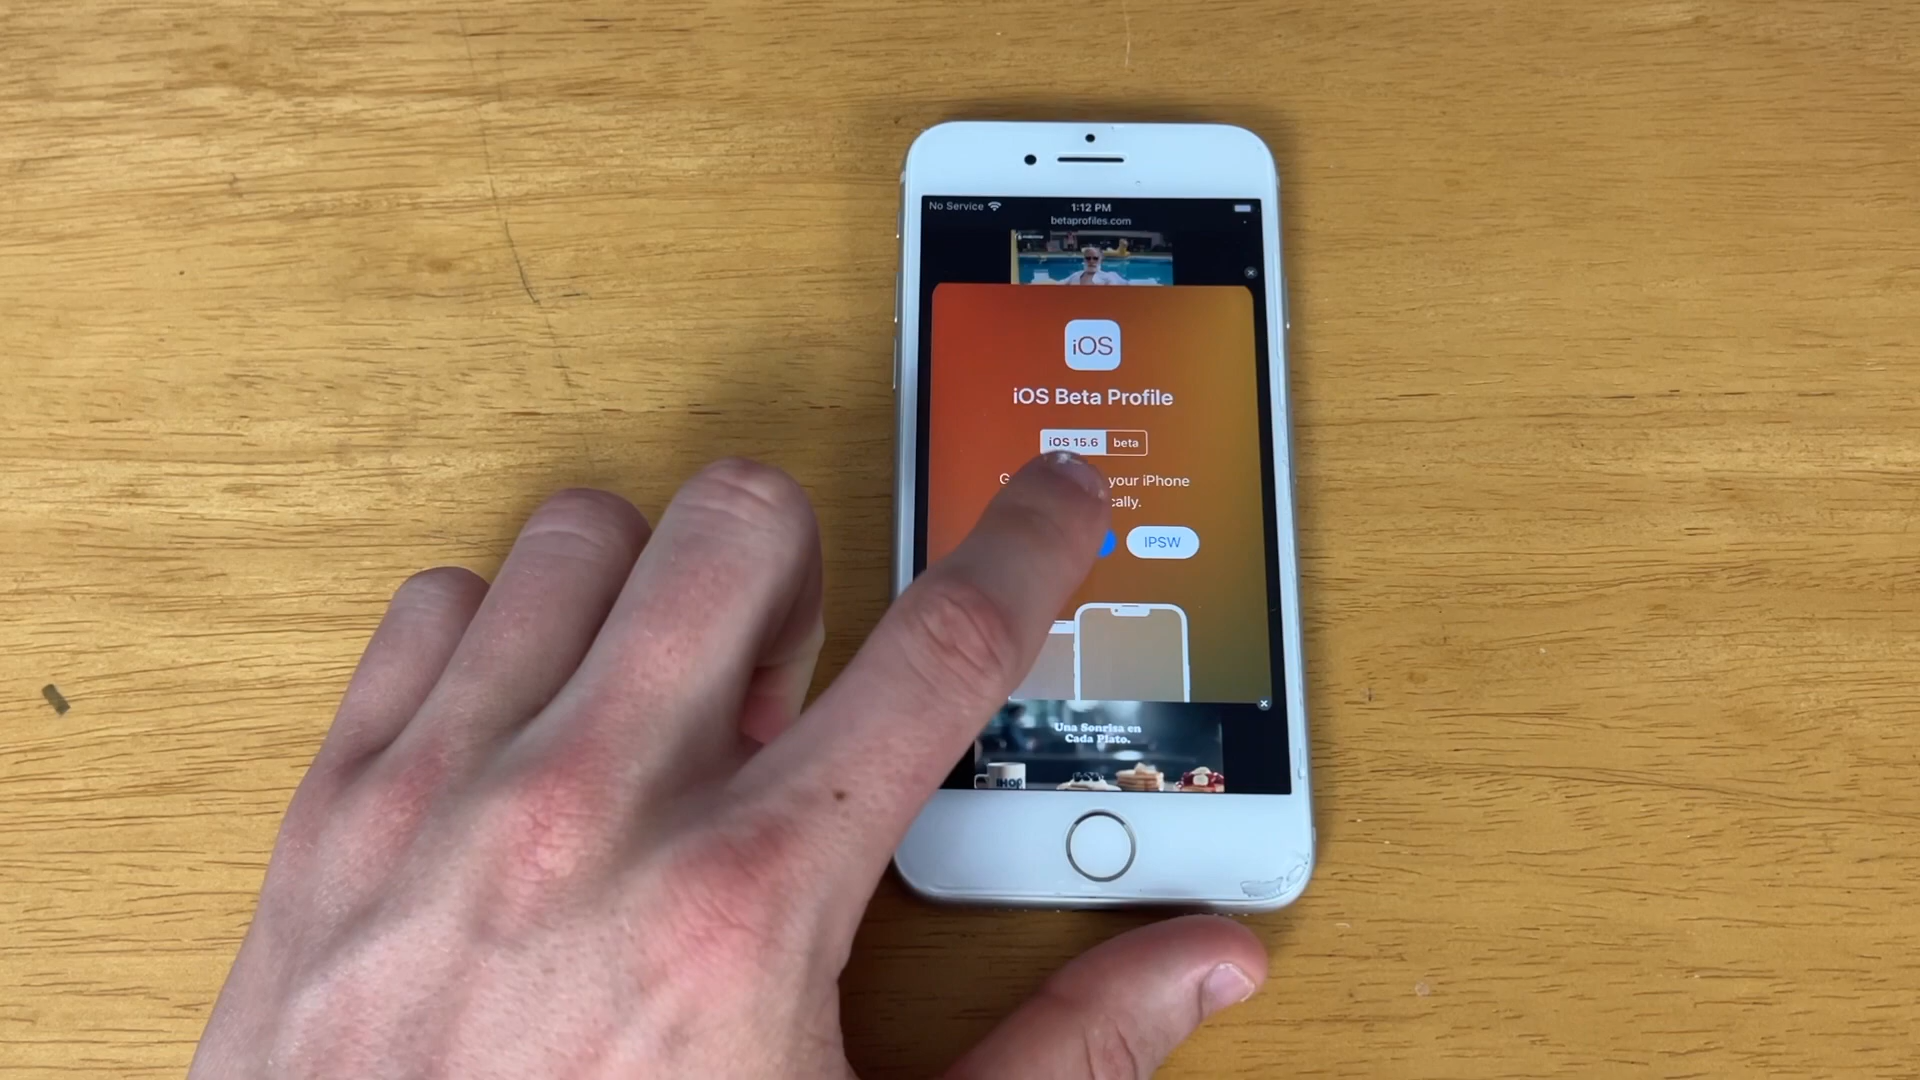 No Service
1:12 PM
betaprofiles.com
iOS
iOS Beta Profile
iOS 15.6 beta
your iPhone
IPSW
Una Sonrisa en
Cada Plato.
IHOP